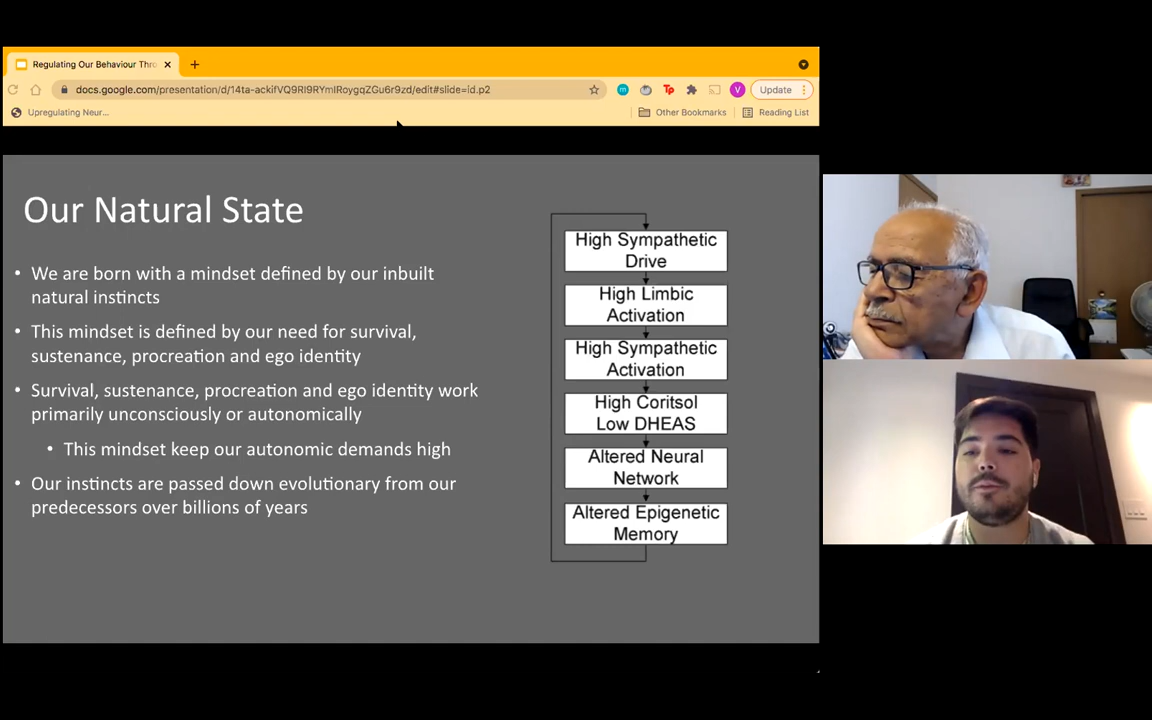 Regulating Our Behaviour Thro
docs.google.com/presentation/d/14ta-ackifVQ9Rl9RYmlRoygqZGu6r9zd/edit#slide=id.p2
Update
Upregulating Neur...
Other Bookmarks
Reading List
Our Natural State
• We are born with a mindset defined by our inbuilt
natural instincts
• This mindset is defined by our need for survival,
sustenance, procreation and ego identity
• Survival, sustenance, procreation and ego identity work
primarily unconsciously or autonomically
• This mindset keep our autonomic demands high
• Our instincts are passed down evolutionary from our
predecessors over billions of years
High Sympathetic
Drive
High Limbic
Activation
High Sympathetic
Activation
High Coritsol
Low DHEAS
Altered Neural
Network
Altered Epigenetic
Memory